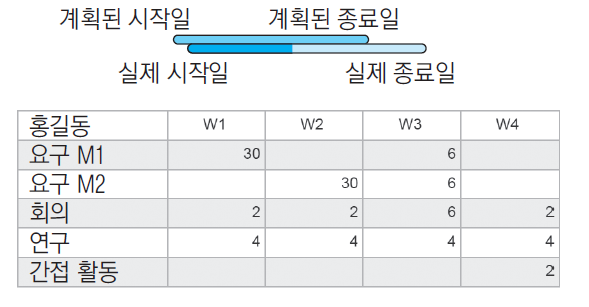 계획된 시작일 계획된 종료일
실제 시작일 실제 종료일
홍길동 W1 W2 W3 W4
요구 M1 30 6
요구 M2 30 6
회의 2 2 6 2
연구 4 4 4 4
간접 활동 2